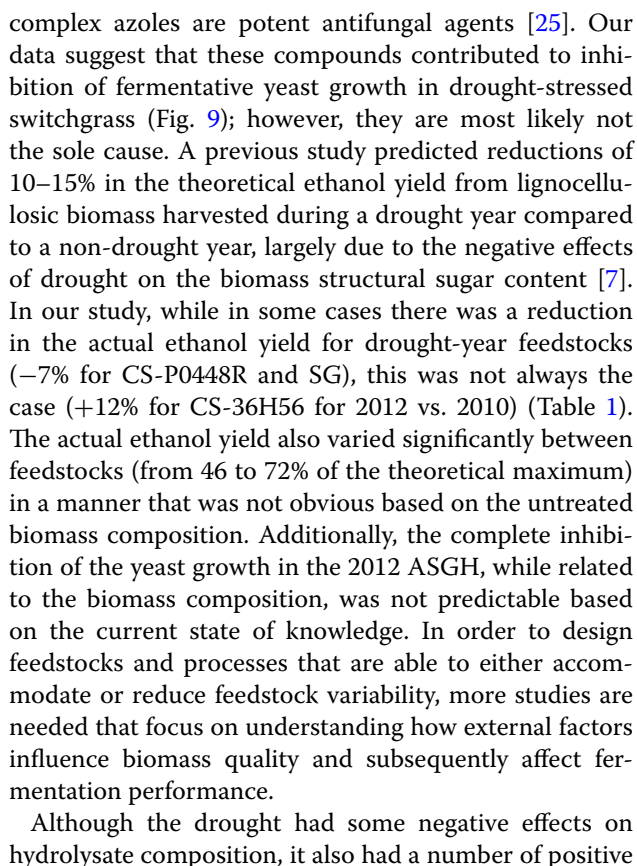 complex azoles are potent antifungal agents [25]. Our
data suggest that these compounds contributed to inhi-
bition of fermentative yeast growth in drought-stressed
switchgrass (Fig. 9); however, they are most likely not
the sole cause. A previous study predicted reductions of
10–15% in the theoretical ethanol yield from lignocellu-
losic biomass harvested during a drought year compared
to a non-drought year, largely due to the negative effects
of drought on the biomass structural sugar content [7].
In our study, while in some cases there was a reduction
in the actual ethanol yield for drought-year feedstocks
(−7% for CS-P0448R and SG), this was not always the
case (+12% for CS-36H56 for 2012 vs. 2010) (Table 1).
The actual ethanol yield also varied significantly between
feedstocks (from 46 to 72% of the theoretical maximum)
in a manner that was not obvious based on the untreated
biomass composition. Additionally, the complete inhibi-
tion of the yeast growth in the 2012 ASGH, while related
to the biomass composition, was not predictable based
on the current state of knowledge. In order to design
feedstocks and processes that are able to either accom-
modate or reduce feedstock variability, more studies are
needed that focus on understanding how external factors
influence biomass quality and subsequently affect fer-
mentation performance.
Although the drought had some negative effects on
hydrolysate composition, it also had a number of positive